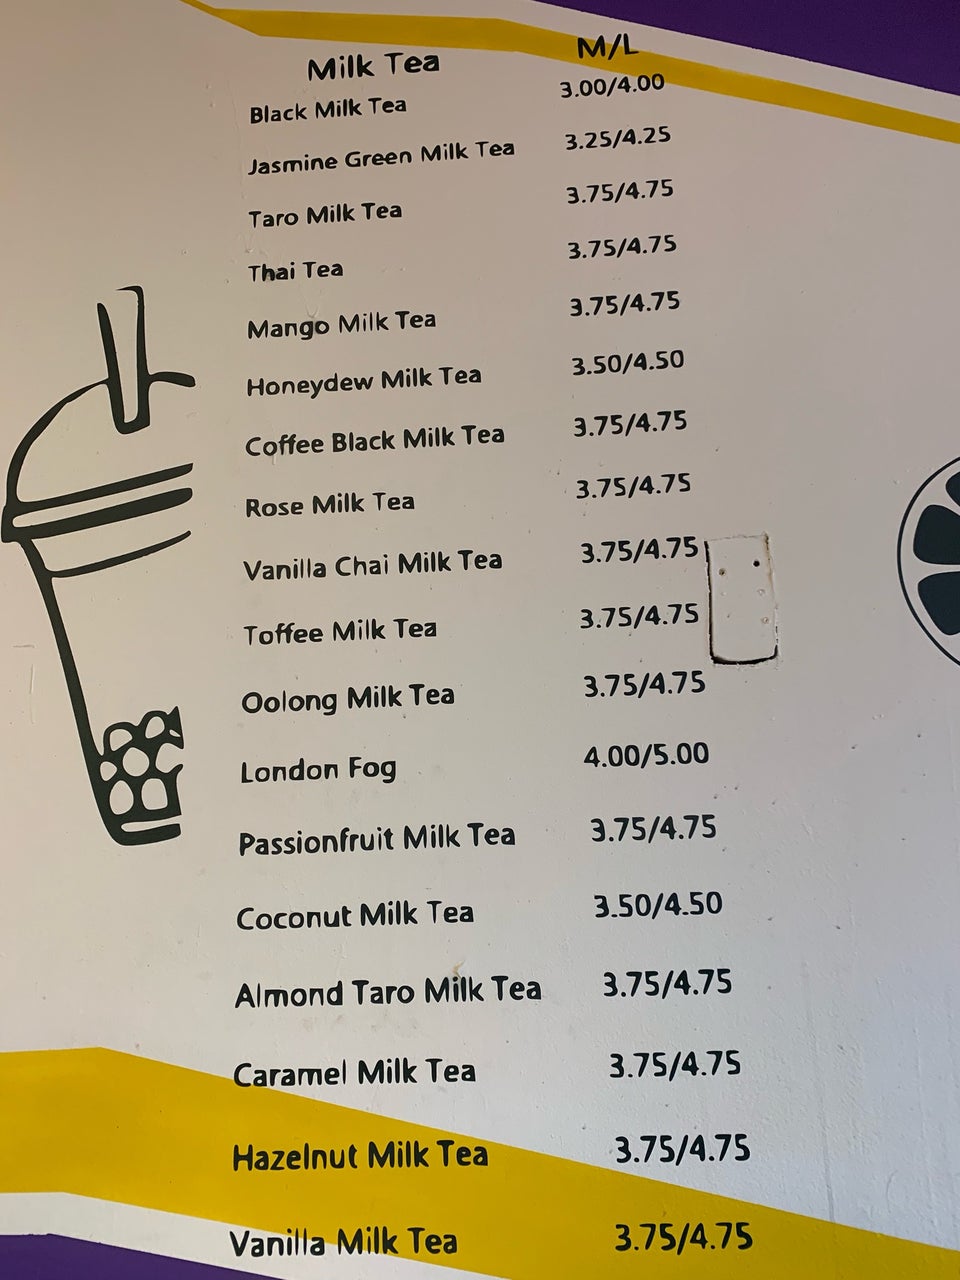 Milk Tea M/L
Black Milk Tea 3.00/4.00
Jasmine Green Milk Tea 3.25/4.25
Taro Milk Tea 3.75/4.75
Thai Tea 3.75/4.75
Mango Milk Tea 3.75/4.75
Honeydew Milk Tea 3.50/4.50
Coffee Black Milk Tea 3.75/4.75
Rose Milk Tea 3.75/4.75
Vanilla Chai Milk Tea 3.75/4.75
Toffee Milk Tea 3.75/4.75
Oolong Milk Tea 3.75/4.75
London Fog 4.00/5.00
Passionfruit Milk Tea 3.75/4.75
Coconut Milk Tea 3.50/4.50
Almond Taro Milk Tea 3.75/4.75
Caramel Milk Tea 3.75/4.75
Hazelnut Milk Tea 3.75/4.75
Vanilla Milk Tea 3.75/4.75